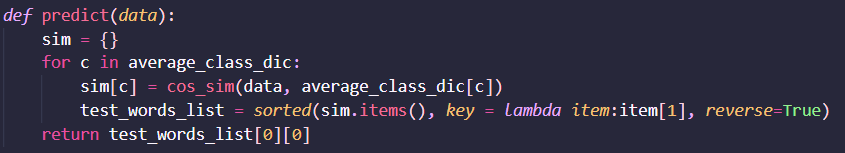 def predict(data):
    sim = {}
    for c in average_class_dic:
        sim[c] = cos_sim(data, average_class_dic[c])
        test_words_list = sorted(sim.items(), key = lambda item:item[1], reverse=True)
    return test_words_list[0][0]